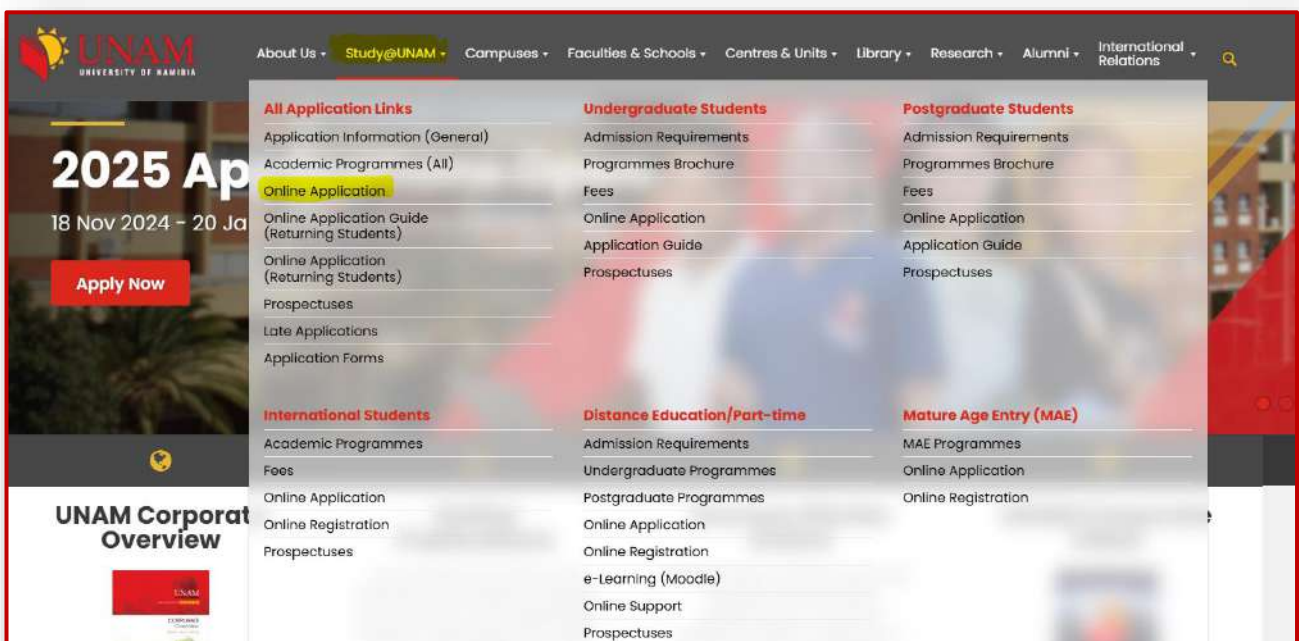 UNAM
UNIVERSITY OF NAMIBIA
About Us
Study@UNAM
Campuses
Faculties & Schools
Centres & Units
Library
Research
Alumni
International
Relations
2025 Ap
18 Nov 2024 - 20 Ja
Apply Now
All Application Links
Application Information (General)
Academic Programmes (All)
Online Application
Online Application Guide
(Returning Students)
Online Application
(Returning Students)
Prospectuses
Late Applications
Application Forms
Undergraduate Students
Admission Requirements
Programmes Brochure
Fees
Online Application
Application Guide
Prospectuses
Postgraduate Students
Admission Requirements
Programmes Brochure
Fees
Online Application
Application Guide
Prospectuses
International Students
Academic Programmes
Fees
Online Application
Online Registration
Prospectuses
Distance Education/Part-time
Admission Requirements
Undergraduate Programmes
Postgraduate Programmes
Online Application
Online Registration
e-Learning (Moodle)
Online Support
Prospectuses
Mature Age Entry (MAE)
MAE Programmes
Online Application
Online Registration
UNAM Corporat
Overview
UNAM